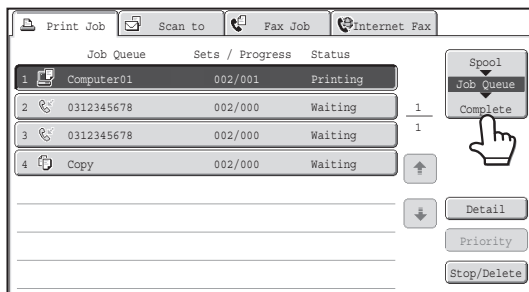 Print Job Scan to Fax Job Internet Fax
Job Queue Sets / Progress Status
1 Computer01 002/001 Printing
2 0312345678 002/000 Waiting
3 0312345678 002/000 Waiting
4 Copy 002/000 Waiting
1
1
Spool
Job Queue
Complete
Detail
Priority
Stop/Delete